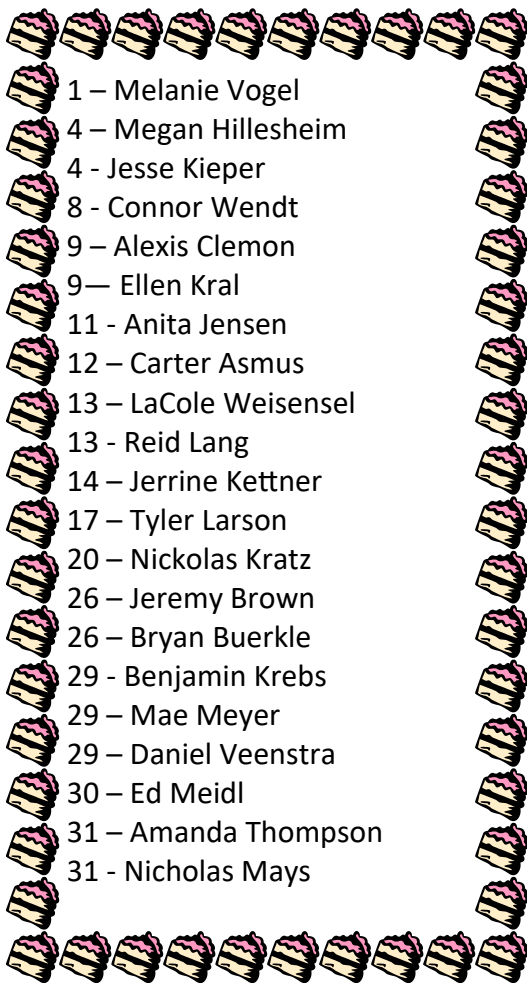 1 – Melanie Vogel
4 – Megan Hillesheim
4 - Jesse Kieper
8 - Connor Wendt
9 – Alexis Clemon
9— Ellen Kral
11 - Anita Jensen
12 – Carter Asmus
13 – LaCole Weisensel
13 - Reid Lang
14 – Jerrine Kettner
17 – Tyler Larson
20 – Nickolas Kratz
26 – Jeremy Brown
26 – Bryan Buerkle
29 - Benjamin Krebs
29 – Mae Meyer
29 – Daniel Veenstra
30 – Ed Meidl
31 – Amanda Thompson
31 - Nicholas Mays